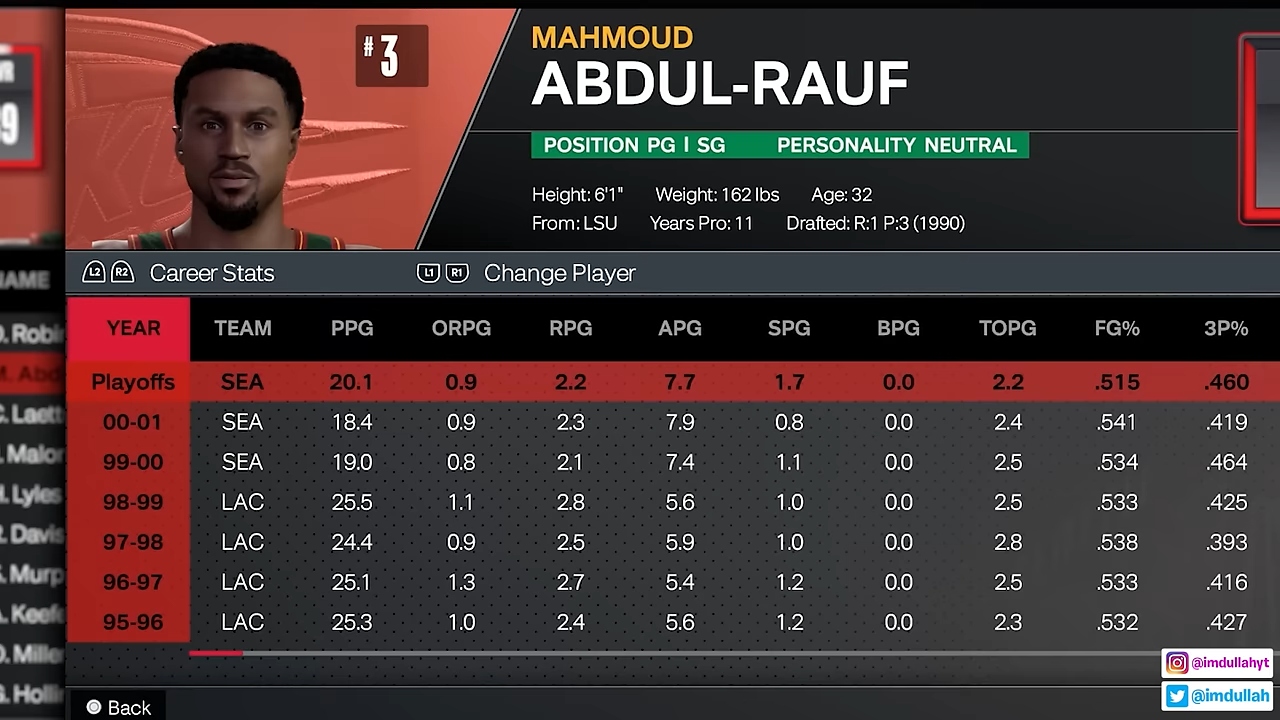 #3
MAHMOUD
ABDUL-RAUF
POSITION PG | SG PERSONALITY NEUTRAL
Height: 6'1" Weight: 162 lbs Age: 32
From: LSU Years Pro: 11 Drafted: R:1 P:3 (1990)
L2 R2 Career Stats L1 R1 Change Player
YEAR TEAM PPG ORPG RPG APG SPG BPG TOPG FG% 3P%
Playoffs SEA 20.1 0.9 2.2 7.7 1.7 0.0 2.2 .515 .460
00-01 SEA 18.4 0.9 2.3 7.9 0.8 0.0 2.4 .541 .419
99-00 SEA 19.0 0.8 2.1 7.4 1.1 0.0 2.5 .534 .464
98-99 LAC 25.5 1.1 2.8 5.6 1.0 0.0 2.5 .533 .425
97-98 LAC 24.4 0.9 2.5 5.9 1.0 0.0 2.8 .538 .393
96-97 LAC 25.1 1.3 2.7 5.4 1.2 0.0 2.5 .533 .416
95-96 LAC 25.3 1.0 2.4 5.6 1.2 0.0 2.3 .532 .427
@imdullahyt
@imdullah
Back